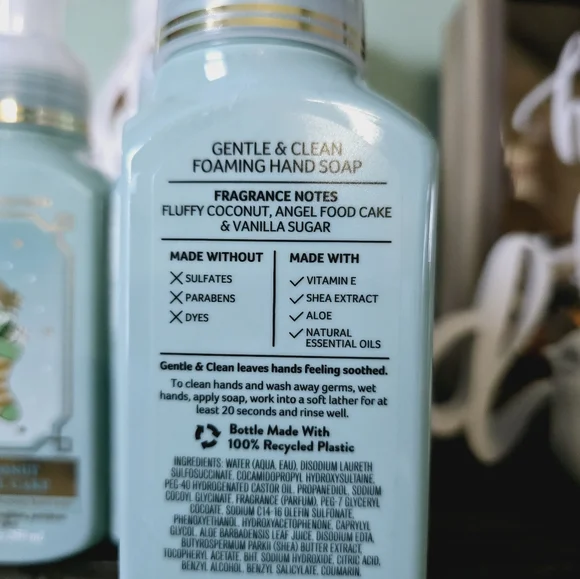 GENTLE & CLEAN
FOAMING HAND SOAP
FRAGRANCE NOTES
FLUFFY COCONUT, ANGEL FOOD CAKE
& VANILLA SUGAR
MADE WITHOUT
SULFATES
PARABENS
DYES
MADE WITH
VITAMIN E
SHEA EXTRACT
ALOE
NATURAL
ESSENTIAL OILS
Gentle & Clean leaves hands feeling soothed.
To clean hands and wash away germs, wet
hands, apply soap, work into a soft lather for at
least 20 seconds and rinse well.
Bottle Made With
100% Recycled Plastic
INGREDIENTS: WATER (AQUA, EAU), DISODIUM LAURETH
SULFOSUCCINATE, COCAMIDOPROPYL HYDROXYSULTAINE,
PEG-40 HYDROGENATED CASTOR OIL, PROPANEDIOL, SODIUM
COCOYL GLYCINATE, FRAGRANCE (PARFUM), PEG-7 GLYCERYL
COCOATE, SODIUM C14-16 OLEFIN SULFONATE,
PHENOXYETHANOL, HYDROXYACETOPHENONE, CAPRYLYL
GLYCOL, ALOE BARBADENSIS LEAF JUICE, DISODIUM EDTA,
BUTYROSPERMUM PARKII (SHEA) BUTTER EXTRACT,
TOCOPHERYL ACETATE, BHT, SODIUM HYDROXIDE, CITRIC ACID,
BENZYL ALCOHOL, BENZYL SALICYLATE, COUMARIN,